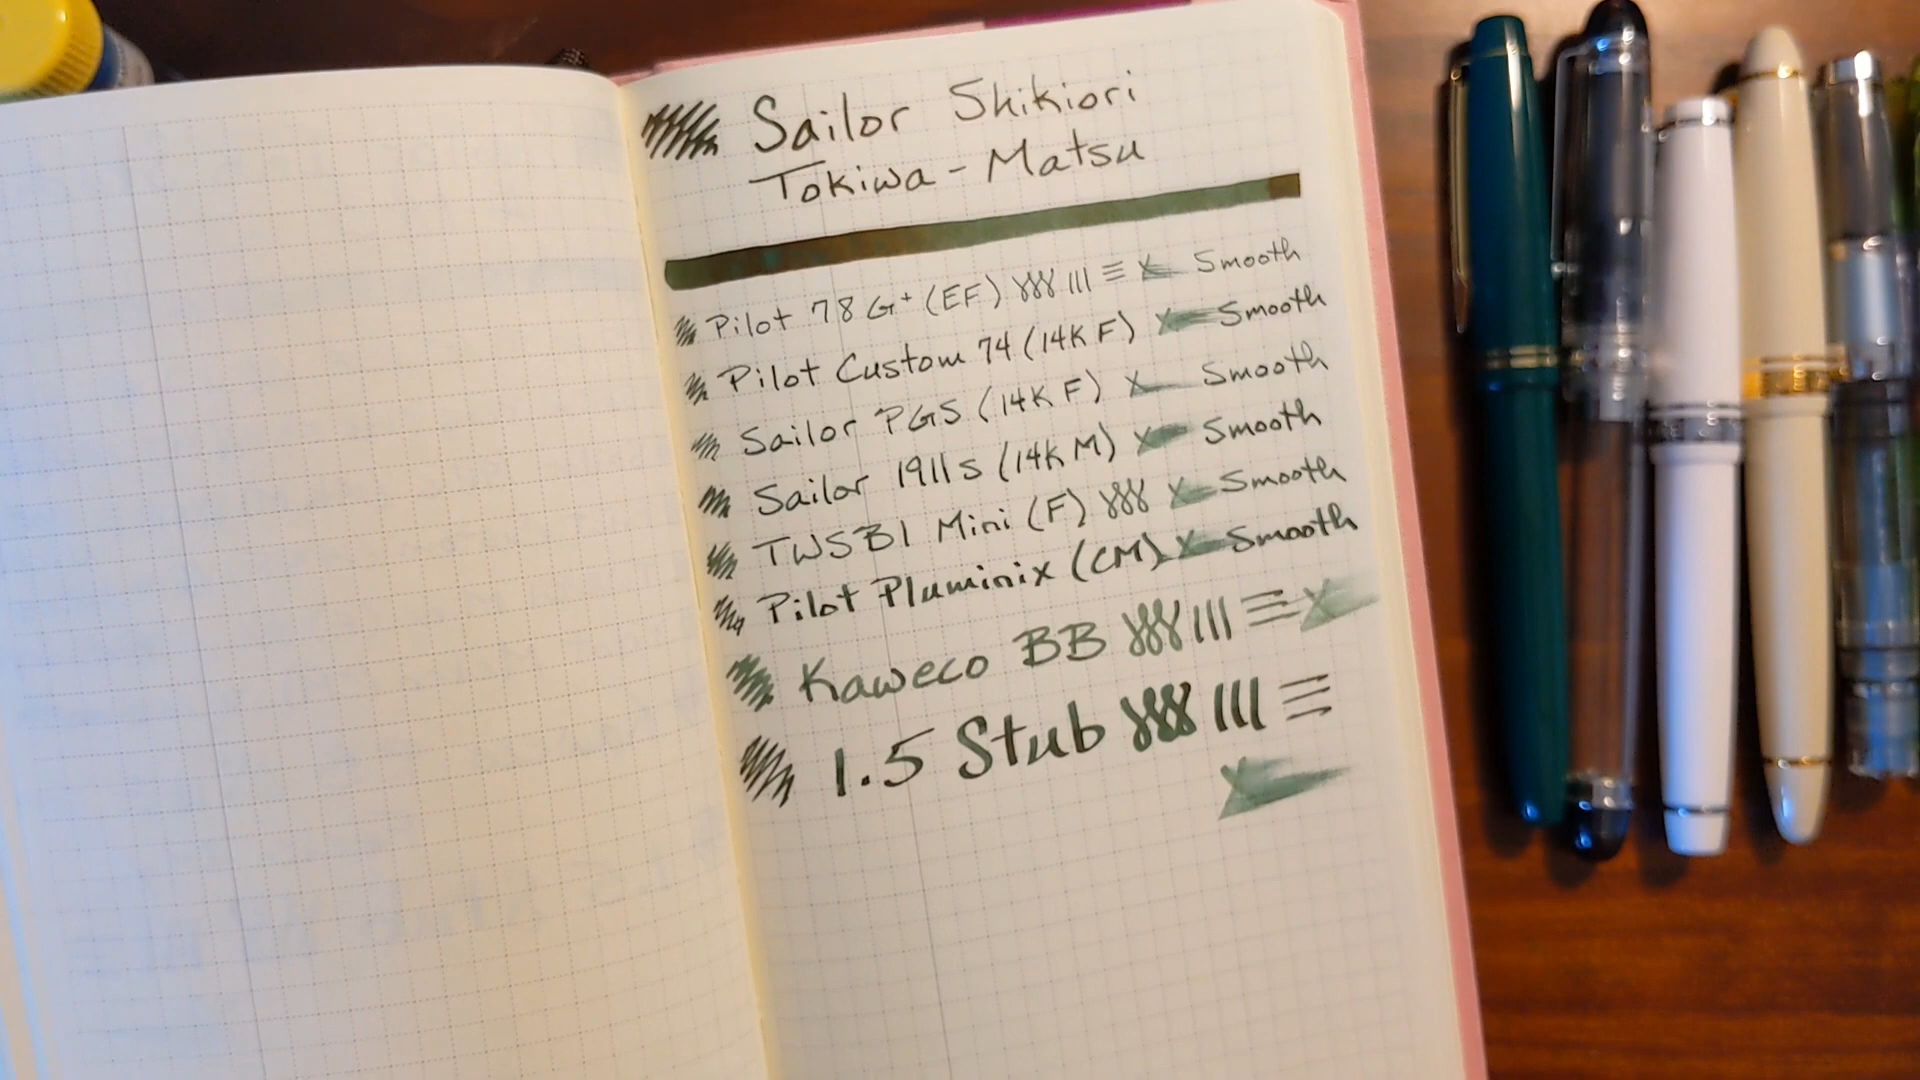 Sailor Shikiori
Tokiwa-Matsu
Pilot 78G+ (EF) Smooth
Pilot Custom 74 (14K F) Smooth
Sailor PGS (14K F) Smooth
Sailor 1911s (14K M) Smooth
TWSBI Mini (F) Smooth
Pilot Pluminix (CM) Smooth
Kaweco BB
1.5 Stub